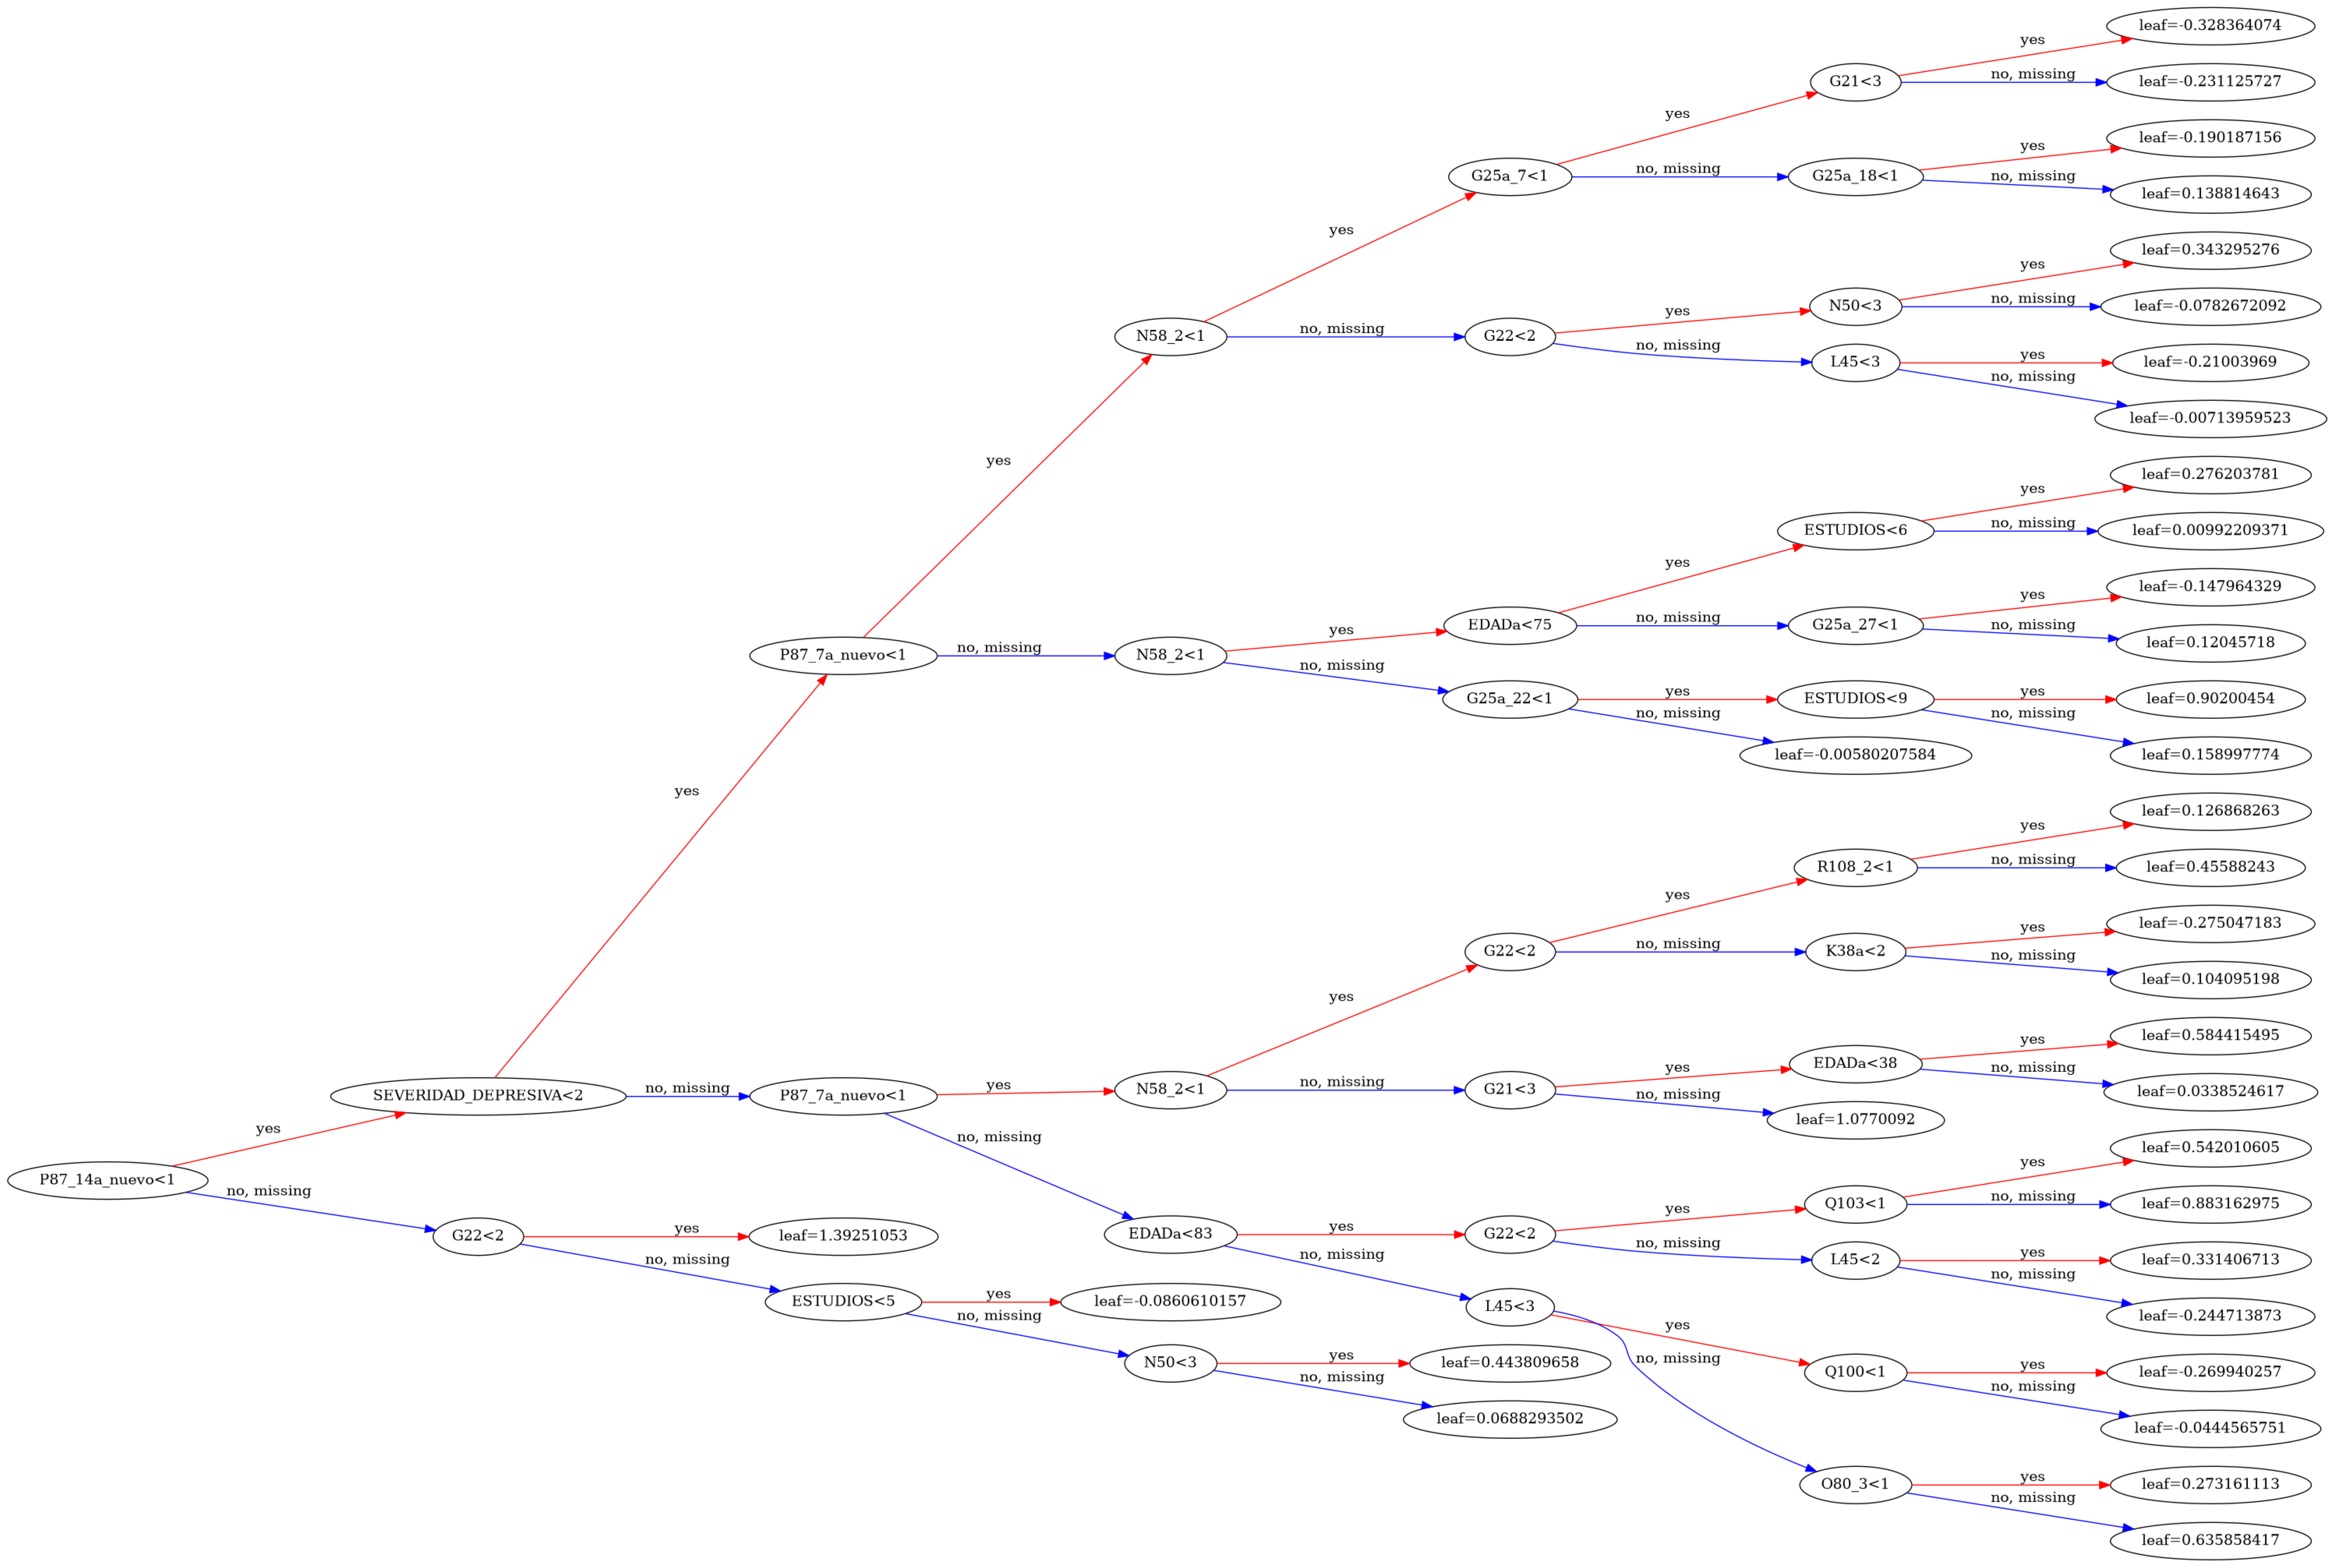 leaf=-0.328364074
yes
G21<3
no, missing
leaf=-0.231125727
yes
leaf=-0.190187156
yes
G25a_7<1
no, missing
G25a_18<1
no, missing
leaf=0.138814643
yes
leaf=0.343295276
yes
N50<3
no, missing
leaf=-0.0782672092
yes
N58_2<1
no, missing
G22<2
no, missing
L45<3
yes
leaf=-0.21003969
no, missing
leaf=-0.00713959523
yes
leaf=0.276203781
yes
ESTUDIOS<6
no, missing
leaf=0.00992209371
yes
leaf=-0.147964329
yes
EDADa<75
no, missing
G25a_27<1
no, missing
leaf=0.12045718
yes
P87_7a_nuevo<1
no, missing
N58_2<1
no, missing
G25a_22<1
yes
ESTUDIOS<9
yes
leaf=0.90200454
no, missing
leaf=-0.00580207584
no, missing
leaf=0.158997774
yes
leaf=0.126868263
yes
R108_2<1
no, missing
leaf=0.45588243
yes
leaf=-0.275047183
yes
G22<2
no, missing
K38a<2
no, missing
leaf=0.104095198
yes
leaf=0.584415495
yes
EDADa<38
no, missing
leaf=0.0338524617
yes
SEVERIDAD_DEPRESIVA<2
no, missing
P87_7a_nuevo<1
yes
N58_2<1
no, missing
G21<3
yes
no, missing
leaf=1.0770092
yes
leaf=0.542010605
yes
Q103<1
no, missing
leaf=0.883162975
P87_14a_nuevo<1
yes
no, missing
G22<2
yes
leaf=1.39251053
no, missing
EDADa<83
yes
G22<2
yes
no, missing
L45<2
yes
leaf=0.331406713
no, missing
leaf=-0.244713873
no, missing
ESTUDIOS<5
yes
leaf=-0.0860610157
no, missing
L45<3
yes
Q100<1
yes
leaf=-0.269940257
no, missing
leaf=-0.0444565751
no, missing
N50<3
yes
leaf=0.443809658
no, missing
leaf=0.0688293502
no, missing
O80_3<1
yes
leaf=0.273161113
no, missing
leaf=0.635858417